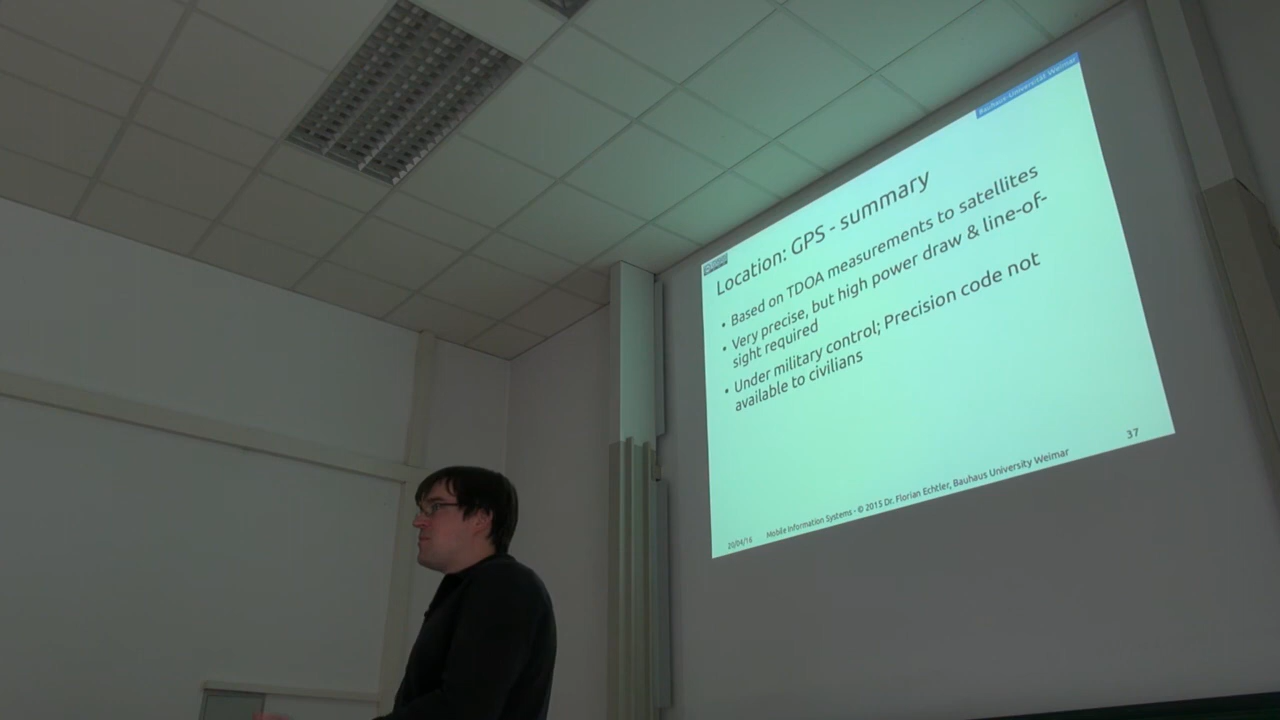 Bauhaus-Universität Weimar
Location: GPS - summary
• Based on TDOA measurements to satellites
• Very precise, but high power draw & line-of-
sight required
• Under military control; Precision code not
available to civilians
37
20/04/16 Mobile Information Systems - © 2015 Dr. Florian Echtler, Bauhaus University Weimar